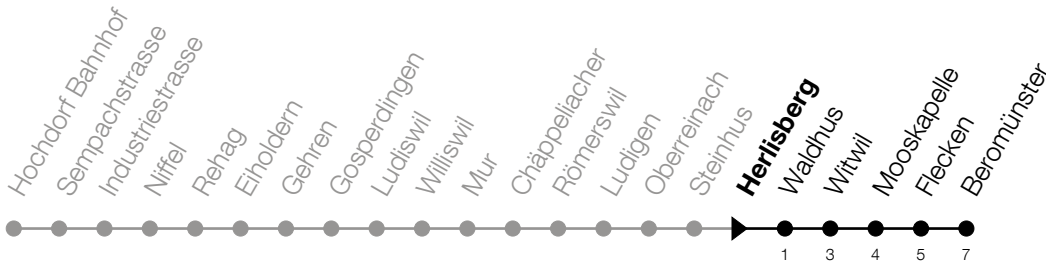 Hochdorf Bahnhof
Sempachstrasse
Industriestrasse
Niffel
Rehag
Eiholdern
Gehren
Gosperdingen
Ludiswil
Williswil
Mur
Chäppeliacher
Römerswil
Ludigen
Oberreinach
Steinhus
Herlisberg
Waldhus
Witwil
Mooskapelle
Flecken
Beromünster
1 3 4 5 7